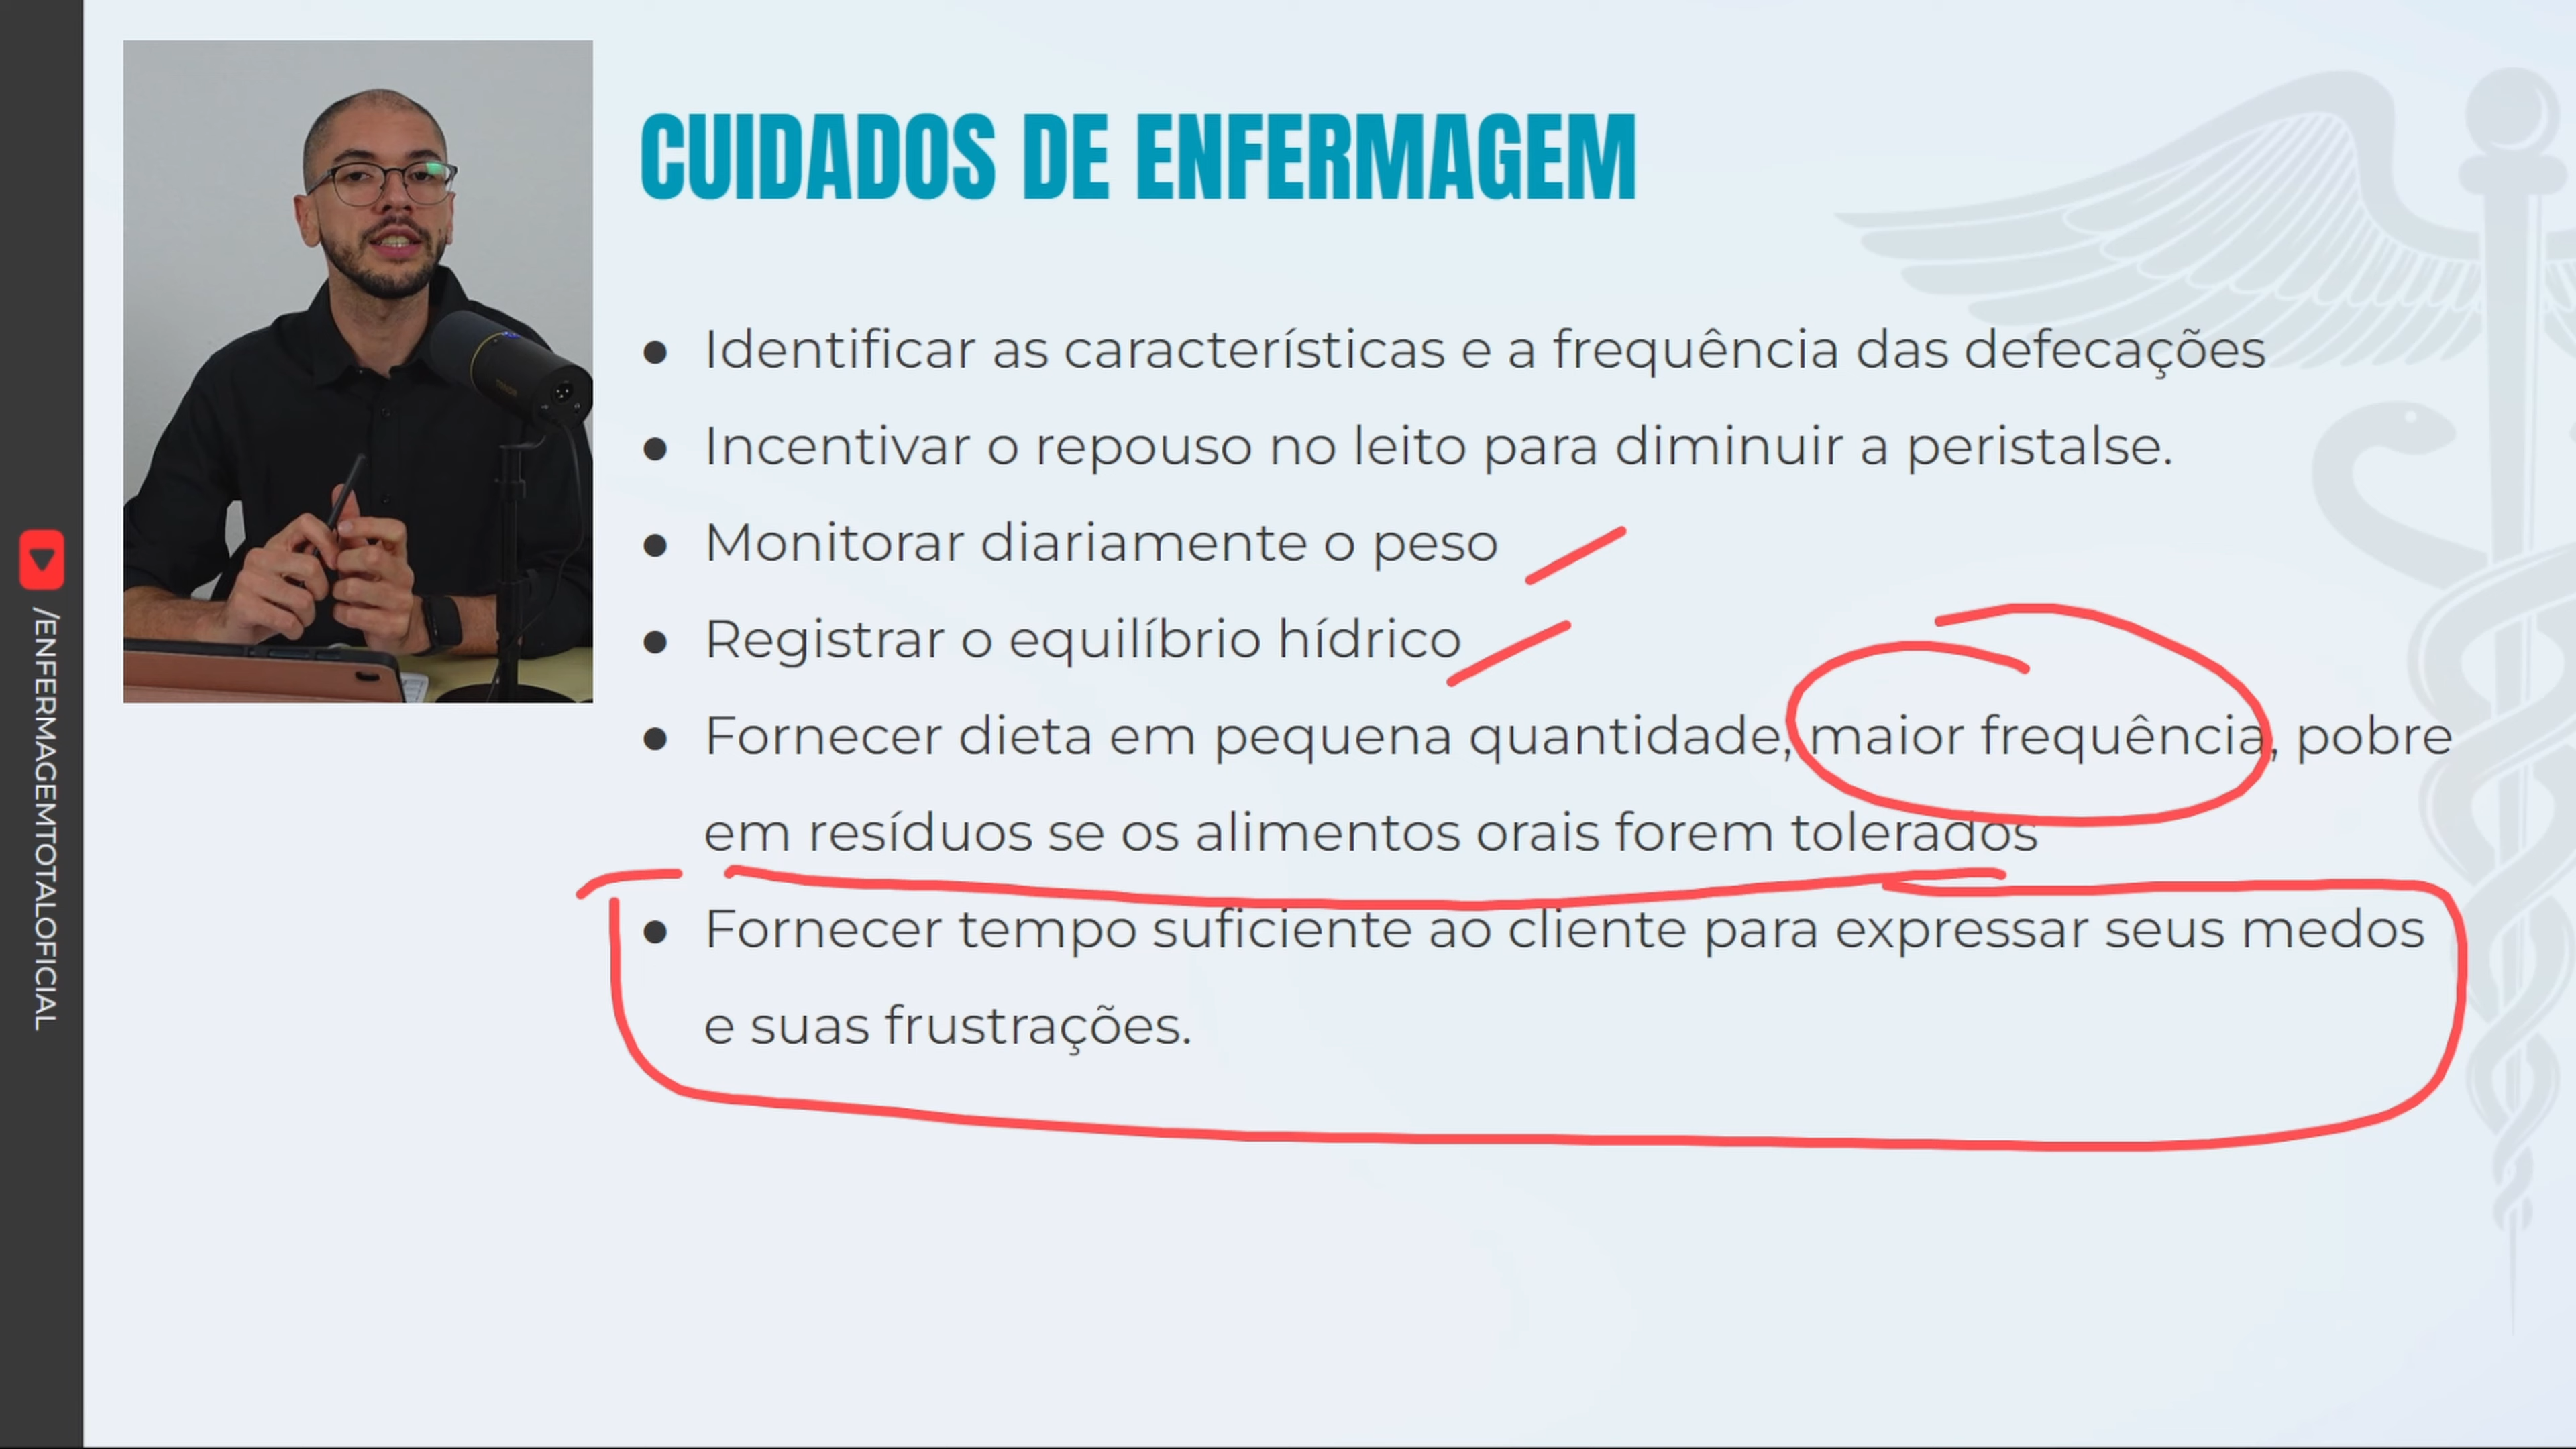 CUIDADOS DE ENFERMAGEM
● Identificar as características e a frequência das defecações
● Incentivar o repouso no leito para diminuir a peristalse.
● Monitorar diariamente o peso
● Registrar o equilíbrio hídrico
● Fornecer dieta em pequena quantidade, maior frequência, pobre
em resíduos se os alimentos orais forem tolerados
● Fornecer tempo suficiente ao cliente para expressar seus medos
e suas frustrações.
/ENFERMAGEMTOTALOFICIAL